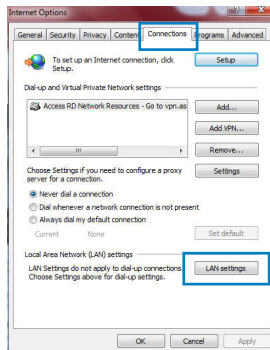 Internet Options
General Security Privacy Content Connections Programs Advanced
To set up an Internet connection, click Setup.
Setup
Dial-up and Virtual Private Network settings
Access RD Network Resources - Go to vpn.as
Add...
Add VPN...
Remove...
Choose Settings if you need to configure a proxy server for a connection.
Settings
Never dial a connection
Dial whenever a network connection is not present
Always dial my default connection
Current None
Set default
Local Area Network (LAN) settings
LAN Settings do not apply to dial-up connections.
Choose Settings above for dial-up settings.
LAN settings
OK Cancel Apply